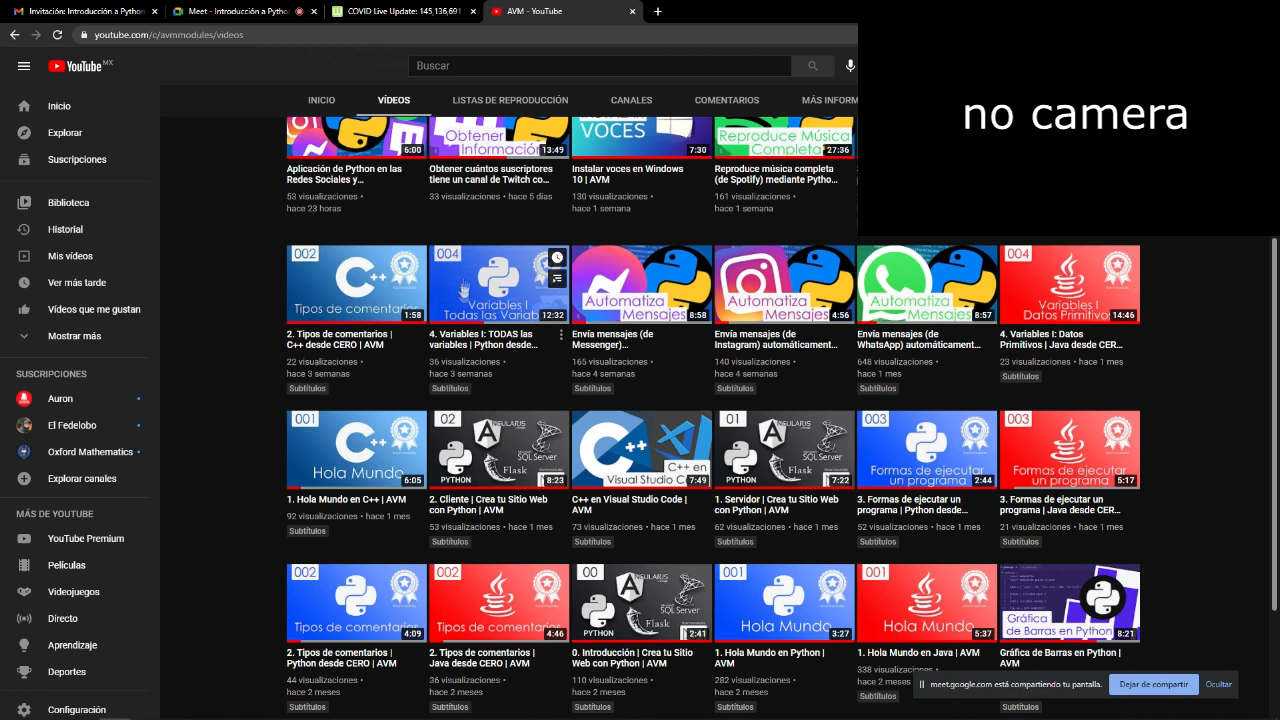 Invitación: Introducción a Python
Meet - Introducción a Python
COVID Live Update: 145,136,691
AVM - YouTube
youtube.com/c/avmmodules/videos
YouTube MX
Buscar
no camera
INICIO
VÍDEOS
LISTAS DE REPRODUCCIÓN
CANALES
COMENTARIOS
MÁS INFORM
Inicio
Explorar
Suscripciones
Biblioteca
Historial
Mis vídeos
Ver más tarde
Vídeos que me gustan
Mostrar más
SUSCRIPCIONES
Auron
El Fedelobo
Oxford Mathematics
Explorar canales
MÁS DE YOUTUBE
YouTube Premium
Películas
Videojuegos
Directo
Aprendizaje
Deportes
Configuración
6:00
Aplicación de Python en las
Redes Sociales y...
53 visualizaciones •
hace 23 horas
Obtener
Información
13:49
Obtener cuántos suscriptores
tiene un canal de Twitch co...
33 visualizaciones • hace 5 días
VOCES
7:30
Instalar voces en Windows
10 | AVM
130 visualizaciones •
hace 1 semana
Reproduce Música
Completa
27:36
Reproduce música completa
(de Spotify) mediante Pytho...
161 visualizaciones •
hace 1 semana
002
C++
Tipos de comentarios
1:58
2. Tipos de comentarios |
C++ desde CERO | AVM
22 visualizaciones •
hace 3 semanas
Subtítulos
004
Variables I
Todas las Variab
12:32
4. Variables I: TODAS las
variables | Python desde...
36 visualizaciones •
hace 3 semanas
Subtítulos
Automatiza
Mensajes
8:58
Envía mensajes (de
Messenger)...
165 visualizaciones •
hace 4 semanas
Subtítulos
Automatiza
Mensajes
4:56
Envía mensajes (de
Instagram) automáticament...
140 visualizaciones •
hace 4 semanas
Subtítulos
Automatiza
Mensajes
8:57
Envía mensajes (de
WhatsApp) automáticament...
648 visualizaciones •
hace 1 mes
Subtítulos
004
Variables I
Datos Primitivos
14:46
4. Variables I: Datos
Primitivos | Java desde CER...
23 visualizaciones • hace 1 mes
Subtítulos
001
C++
Hola Mundo
6:05
1. Hola Mundo en C++ | AVM
92 visualizaciones • hace 1 mes
Subtítulos
02
PYTHON
Flask
SQL Server
8:23
2. Cliente | Crea tu Sitio Web
con Python | AVM
53 visualizaciones • hace 1 mes
Subtítulos
C++ en
Visual Studio C
7:49
C++ en Visual Studio Code |
AVM
73 visualizaciones • hace 1 mes
Subtítulos
01
PYTHON
Flask
SQL Server
7:22
1. Servidor | Crea tu Sitio Web
con Python | AVM
62 visualizaciones • hace 1 mes
Subtítulos
003
Formas de ejecutar
un programa
2:44
3. Formas de ejecutar un
programa | Python desde...
52 visualizaciones • hace 1 mes
Subtítulos
003
Formas de ejecutar
un programa
5:17
3. Formas de ejecutar un
programa | Java desde CER...
21 visualizaciones • hace 1 mes
Subtítulos
002
Tipos de comentarios
4:09
2. Tipos de comentarios |
Python desde CERO | AVM
44 visualizaciones •
hace 2 meses
Subtítulos
002
Tipos de comentarios
4:46
2. Tipos de comentarios |
Java desde CERO | AVM
36 visualizaciones •
hace 2 meses
Subtítulos
00
PYTHON
Flask
SQL Server
2:41
0. Introducción | Crea tu Sitio
Web con Python | AVM
110 visualizaciones •
hace 2 meses
Subtítulos
001
Hola Mundo
3:27
1. Hola Mundo en Python |
AVM
282 visualizaciones •
hace 2 meses
Subtítulos
001
Hola Mundo
5:37
1. Hola Mundo en Java | AVM
338 visualizaciones •
hace 2 meses
Subtítulos
Gráfica
de Barras en Python
8:21
Gráfica de Barras en Python |
AVM
Subtítulos
meet.google.com está compartiendo tu pantalla.
Dejar de compartir
Ocultar